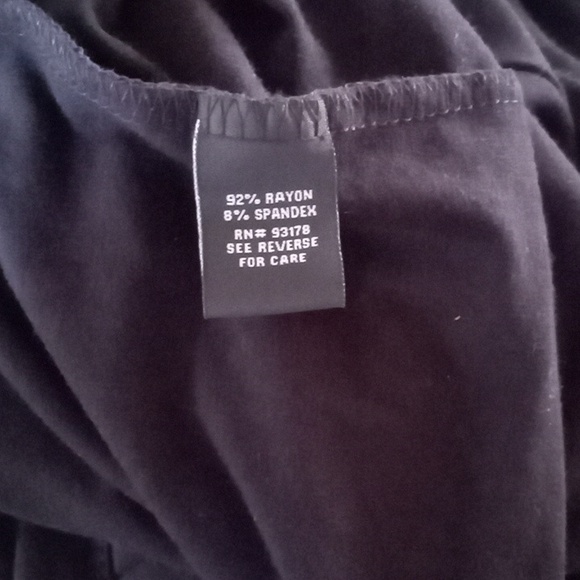 92% RAYON
8% SPANDEX
RN# 93178
SEE REVERSE
FOR CARE